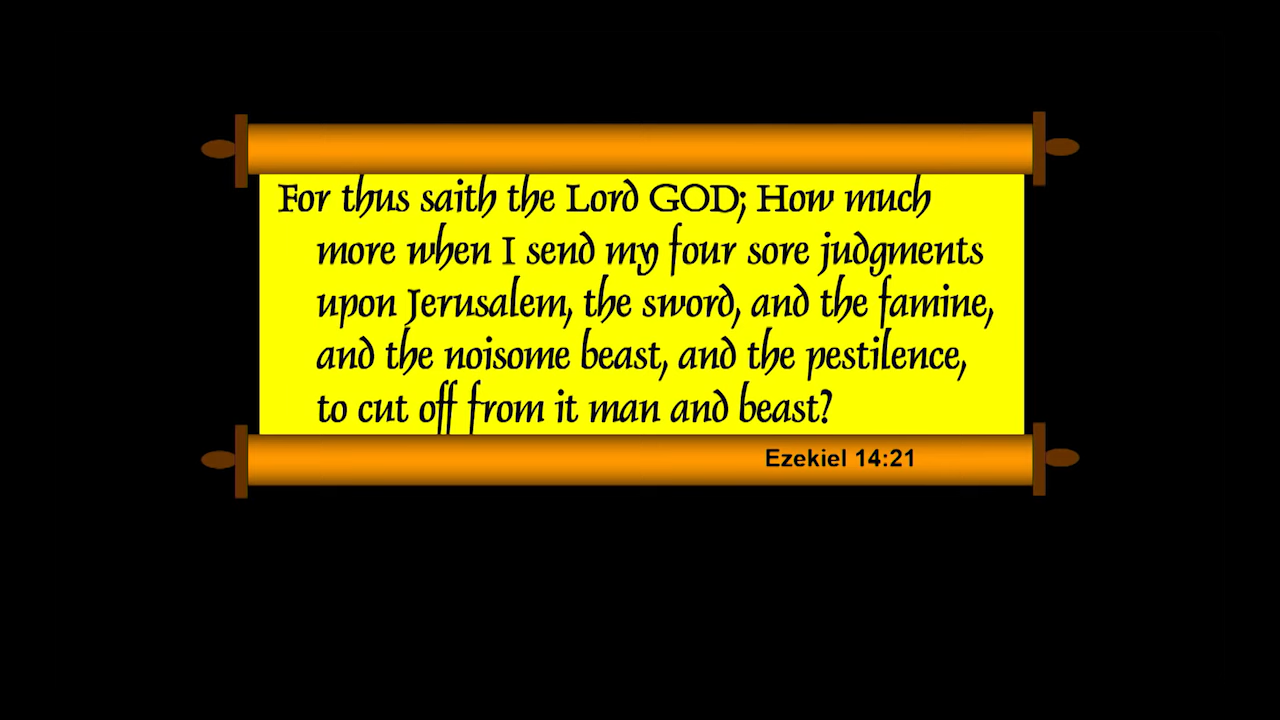 For thus saith the Lord GOD; How much
more when I send my four sore judgments
upon Jerusalem, the sword, and the famine,
and the noisome beast, and the pestilence,
to cut off from it man and beast?
Ezekiel 14:21